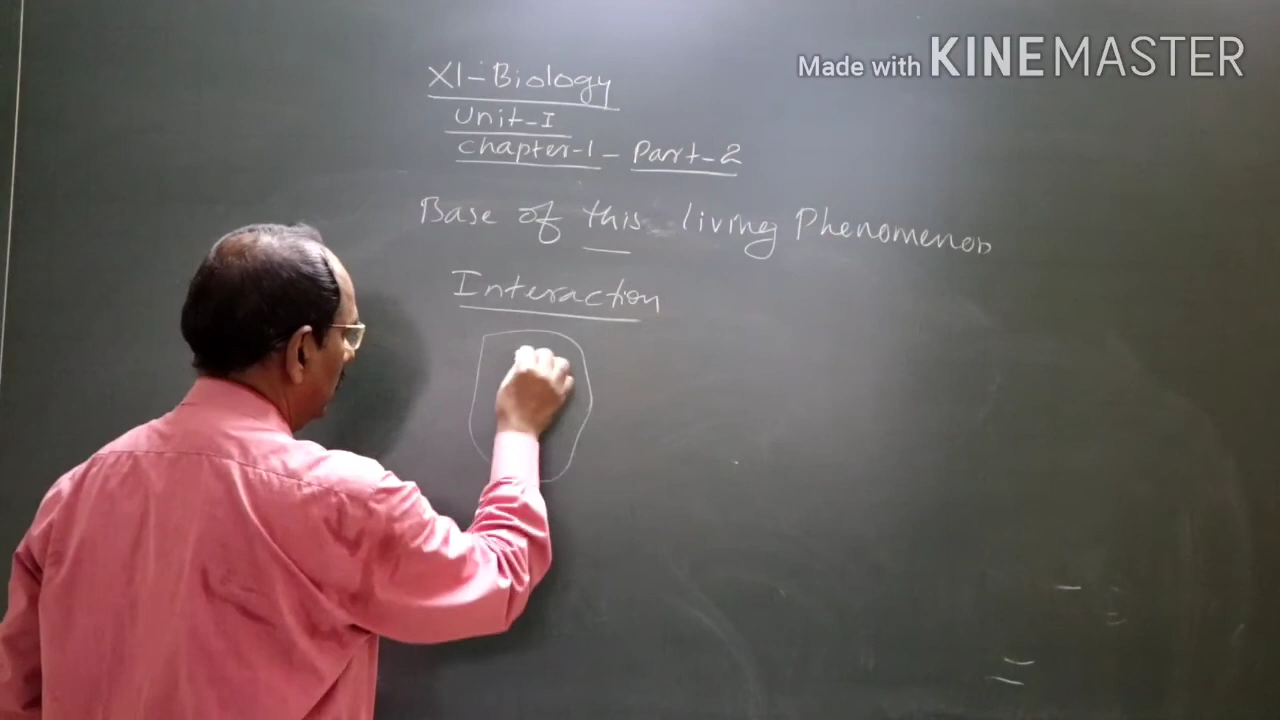 Made with KINEMASTER
XI-Biology
Unit-I
Chapter-1 - Part-2
Base of this living Phenomenon
Interaction